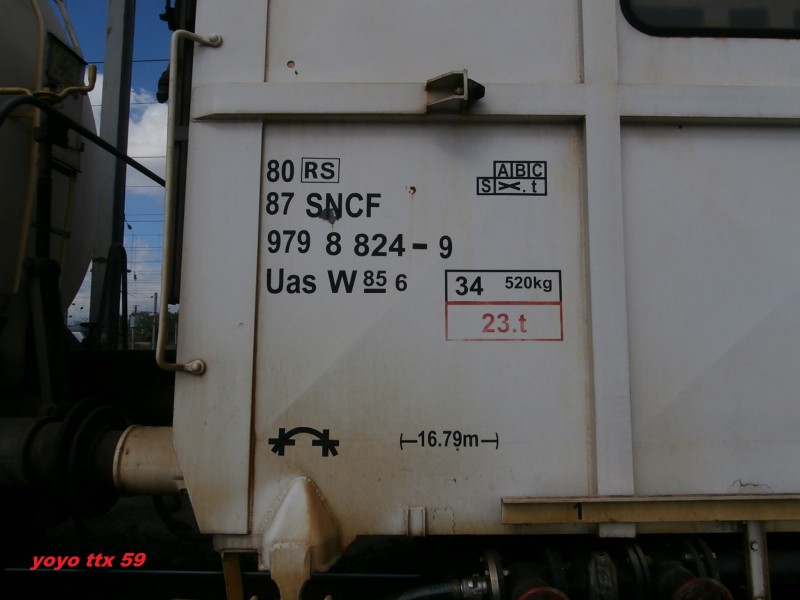 80 RS
87 SNCF
979 8 824-9
Uas W 85 6
A B C
S .t
34 520kg
23.t
16.79m
1
yoyo ttx 59